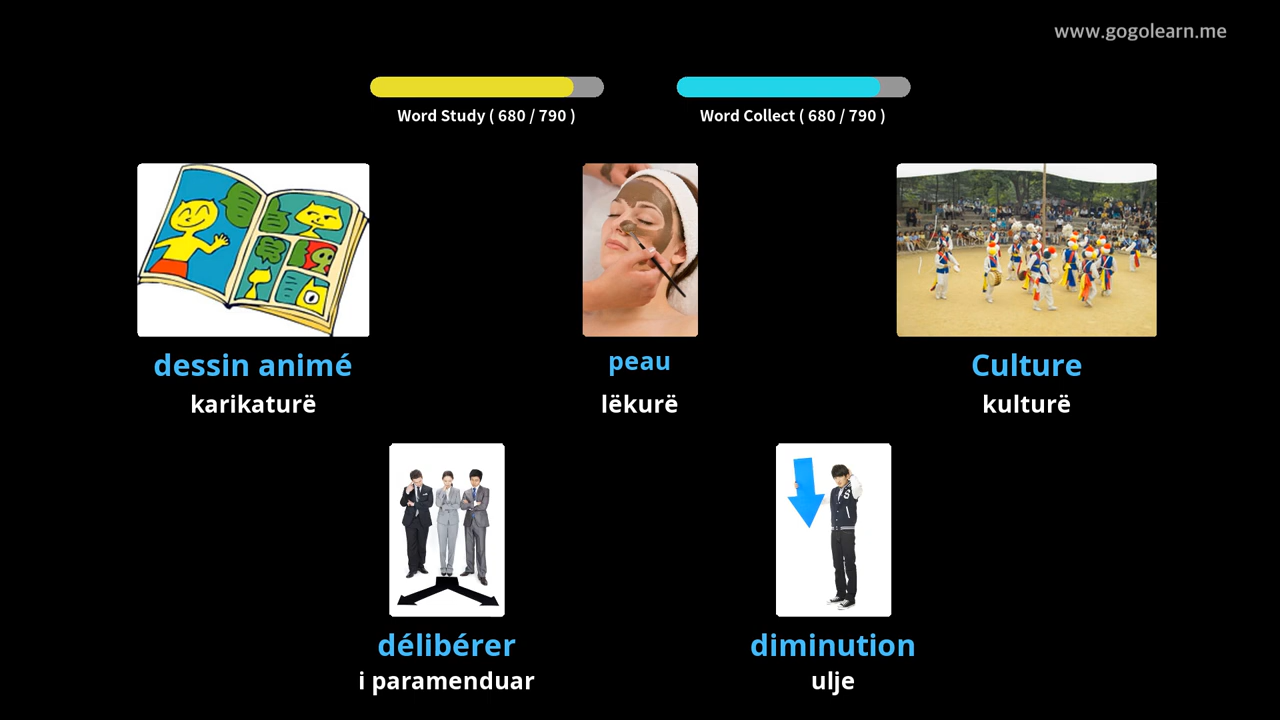 www.gogolearn.me
Word Study ( 680 / 790 )
Word Collect ( 680 / 790 )
dessin animé
karikaturë
peau
lëkurë
Culture
kulturë
délibérer
i paramenduar
diminution
ulje